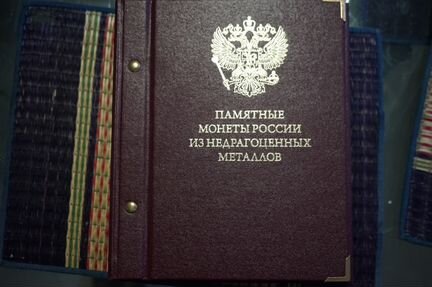 ПАМЯТНЫЕ
МОНЕТЫ РОССИИ
ИЗ НЕДРАГОЦЕННЫХ
МЕТАЛЛОВ